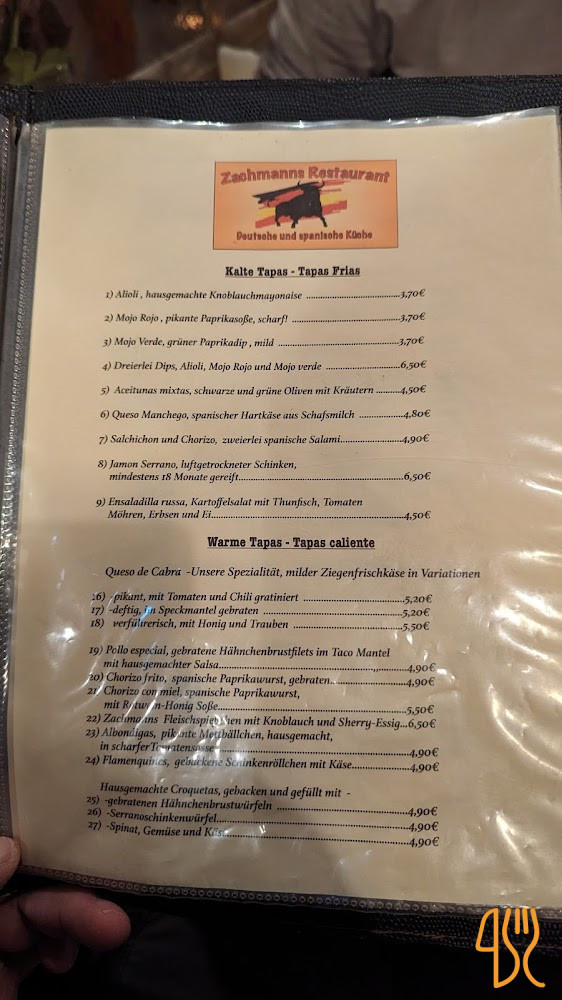 Zachmanns Restaurant
Deutsche und spanische Küche
Kalte Tapas - Tapas Frias
1) Alioli , hausgemachte Knoblauchmayonaise ..................................3,70€
2) Mojo Rojo , pikante Paprikasoße, scharf! .......................................3,70€
3) Mojo Verde, grüner Paprikadip , mild ............................................3,70€
4) Dreierlei Dips, Alioli, Mojo Rojo und Mojo verde ...........................6,50€
5) Aceitunas mixtas, schwarze und grüne Oliven mit Kräutern .........4,50€
6) Queso Manchego, spanischer Hartkäse aus Schafsmilch ................4,80€
7) Salchichon und Chorizo, zweierlei spanische Salami......................4,90€
8) Jamon Serrano, luftgetrockneter Schinken,
mindestens 18 Monate gereift...........................................................6,50€
9) Ensaladilla russa, Kartoffelsalat mit Thunfisch, Tomaten
Möhren, Erbsen und Ei.....................................................................4,50€
Warme Tapas - Tapas caliente
Queso de Cabra -Unsere Spezialität, milder Ziegenfrischkäse in Variationen
16) -pikant, mit Tomaten und Chili gratiniert ......................................5,20€
17) -deftig, im Speckmantel gebraten ..................................................5,20€
18) verführerisch, mit Honig und Trauben ........................................5,50€
19) Pollo especial, gebratene Hähnchenbrustfilets im Taco Mantel
mit hausgemachter Salsa....................................................................4,90€
20) Chorizo frito, spanische Paprikawurst, gebraten...........................4,90€
21) Chorizo con miel, spanische Paprikawurst,
mit Rotwein-Honig Soße.....................................................................5,50€
22) Zachmanns Fleischspießchen mit Knoblauch und Sherry-Essig...6,50€
23) Albondigas, pikante Mettbällchen, hausgemacht,
in scharfer Tomatensosse ..................................................................4,90€
24) Flamenquines, gebackene Schinkenröllchen mit Käse.....................4,90€
Hausgemachte Croquetas, gebacken und gefüllt mit -
25) -gebratenen Hähnchenbrustwürfeln ..............................................4,90€
26) -Serranoschinkenwürfel.................................................................4,90€
27) -Spinat, Gemüse und Käse..............................................................4,90€